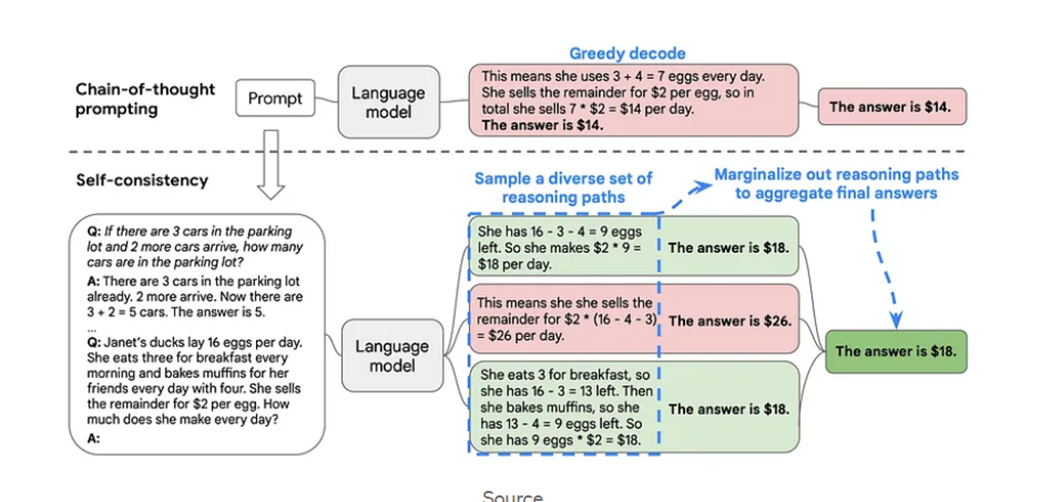 Greedy decode
Chain-of-thought
prompting
Prompt
Language
model
This means she uses 3 + 4 = 7 eggs every day.
She sells the remainder for $2 per egg, so in
total she sells 7 * $2 = $14 per day.
The answer is $14.
The answer is $14.
Self-consistency
Sample a diverse set of
reasoning paths
Marginalize out reasoning paths
to aggregate final answers
Q: If there are 3 cars in the parking
lot and 2 more cars arrive, how many
cars are in the parking lot?
A: There are 3 cars in the parking lot
already. 2 more arrive. Now there are
3 + 2 = 5 cars. The answer is 5.
...
Q: Janet's ducks lay 16 eggs per day.
She eats three for breakfast every
morning and bakes muffins for her
friends every day with four. She sells
the remainder for $2 per egg. How
much does she make every day?
A:
Language
model
She has 16 - 3 - 4 = 9 eggs
left. So she makes $2 * 9 =
$18 per day.
The answer is $18.
This means she she sells the
remainder for $2 * (16 - 4 - 3)
= $26 per day.
The answer is $26.
She eats 3 for breakfast, so
she has 16 - 3 = 13 left. Then
she bakes muffins, so she
has 13 - 4 = 9 eggs left. So
she has 9 eggs * $2 = $18.
The answer is $18.
The answer is $18.
Source